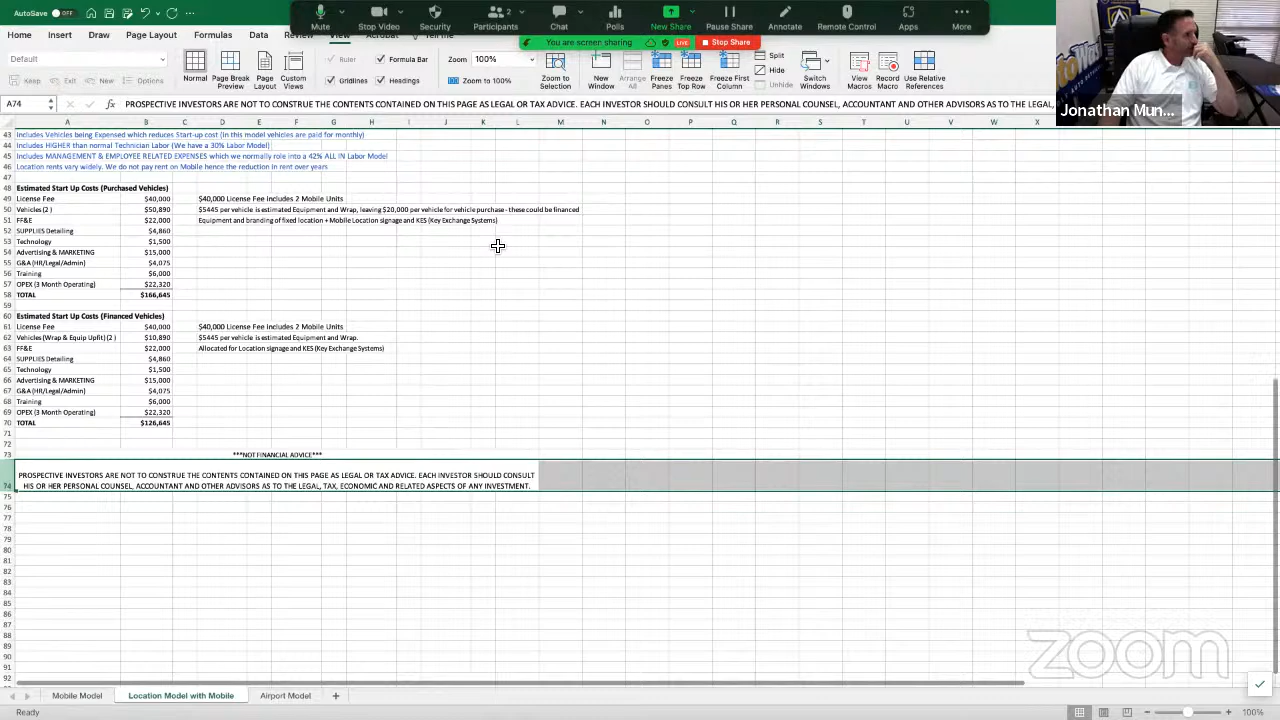 AutoSave OFF
Mute Stop Video Security Participants 2 Chat Polls New Share Pause Share Annotate Remote Control Apps More
You are screen sharing LIVE Stop Share
Home Insert Draw Page Layout Formulas Data Review View Tell me
Default
Keep Exit New Options
Normal Page Break Preview Page Layout Custom Views
Ruler Formula Bar
Gridlines Headings
Zoom 100%
Zoom to 100%
Zoom to Selection New Window Arrange All Freeze Panes Freeze Top Row Freeze First Column
Split
Hide
Unhide
Switch Windows View Macros Record Macro Use Relative References
Jonathan Mun...
A74 fx PROSPECTIVE INVESTORS ARE NOT TO CONSTRUE THE CONTENTS CONTAINED ON THIS PAGE AS LEGAL OR TAX ADVICE. EACH INVESTOR SHOULD CONSULT HIS OR HER PERSONAL COUNSEL, ACCOUNTANT AND OTHER ADVISORS AS TO THE LEGAL,
A B C D E F G H I J K L M N O P Q R S T U V W X
43 Includes Vehicles being Expensed which reduces Start-up cost (in this model vehicles are paid for monthly)
44 Includes HIGHER than normal Technician Labor (We have a 30% Labor Model)
45 Includes MANAGEMENT & EMPLOYEE RELATED EXPENSES which we normally role into a 42% ALL IN Labor Model
46 Location rents vary widely. We do not pay rent on Mobile hence the reduction in rent over years
47
48 Estimated Start Up Costs (Purchased Vehicles)
49 License Fee $40,000 $40,000 License Fee includes 2 Mobile Units
50 Vehicles (2 ) $50,890 $5445 per vehicle is estimated Equipment and Wrap, leaving $20,000 per vehicle for vehicle purchase - these could be financed
51 FF&E $22,000 Equipment and branding of fixed location + Mobile Location signage and KES (Key Exchange Systems)
52 SUPPLIES Detailing $4,860
53 Technology $1,500
54 Advertising & MARKETING $15,000
55 G&A (HR/Legal/Admin) $4,075
56 Training $6,000
57 OPEX (3 Month Operating) $22,320
58 TOTAL $166,645
59
60 Estimated Start Up Costs (Financed Vehicles)
61 License Fee $40,000 $40,000 License Fee includes 2 Mobile Units
62 Vehicles (Wrap & Equip Upfit) (2 ) $10,890 $5445 per vehicle is estimated Equipment and Wrap.
63 FF&E $22,000 Allocated for Location signage and KES (Key Exchange Systems)
64 SUPPLIES Detailing $4,860
65 Technology $1,500
66 Advertising & MARKETING $15,000
67 G&A (HR/Legal/Admin) $4,075
68 Training $6,000
69 OPEX (3 Month Operating) $22,320
70 TOTAL $126,645
71
72
73 ***NOT FINANCIAL ADVICE***
PROSPECTIVE INVESTORS ARE NOT TO CONSTRUE THE CONTENTS CONTAINED ON THIS PAGE AS LEGAL OR TAX ADVICE. EACH INVESTOR SHOULD CONSULT
74 HIS OR HER PERSONAL COUNSEL, ACCOUNTANT AND OTHER ADVISORS AS TO THE LEGAL, TAX, ECONOMIC AND RELATED ASPECTS OF ANY INVESTMENT.
75
76
77
78
79
80
81
82
83
84
85
86
87
88
89
90
91
92
zoom
Mobile Model Location Model with Mobile Airport Model +
Ready 100%